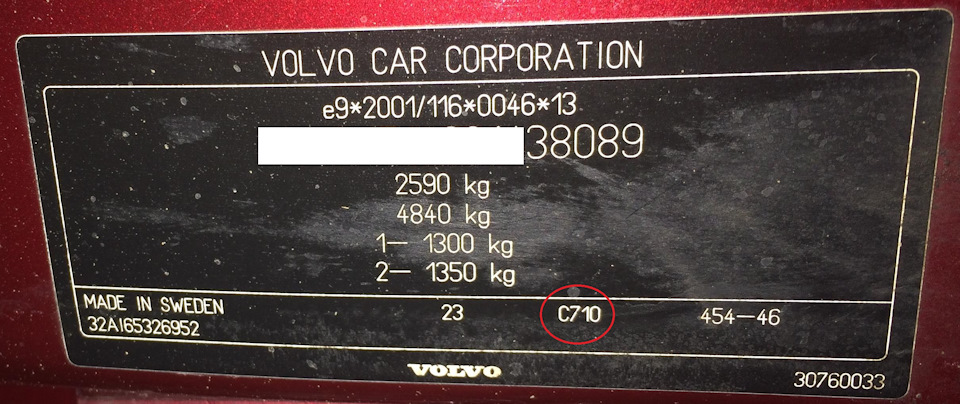 VOLVO CAR CORPORATION
e9*2001/116*0046*13
38089
2590 kg
4840 kg
1— 1300 kg
2— 1350 kg
MADE IN SWEDEN 23 C710 454—46
32A165326952
VOLVO
30760033